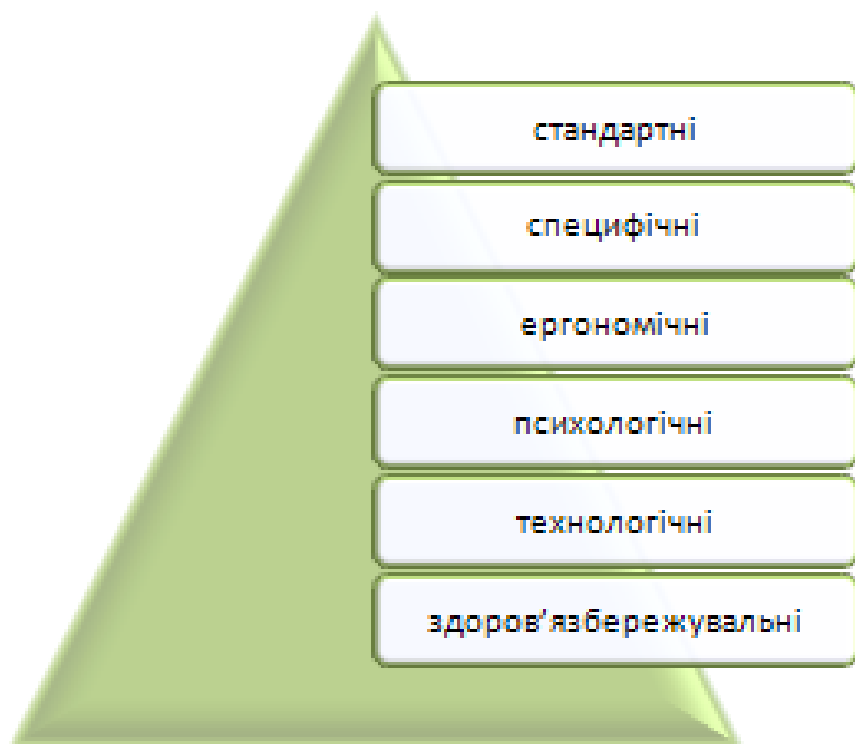 стандартні
специфічні
ергономічні
психологічні
технологічні
здоров’язбережувальні